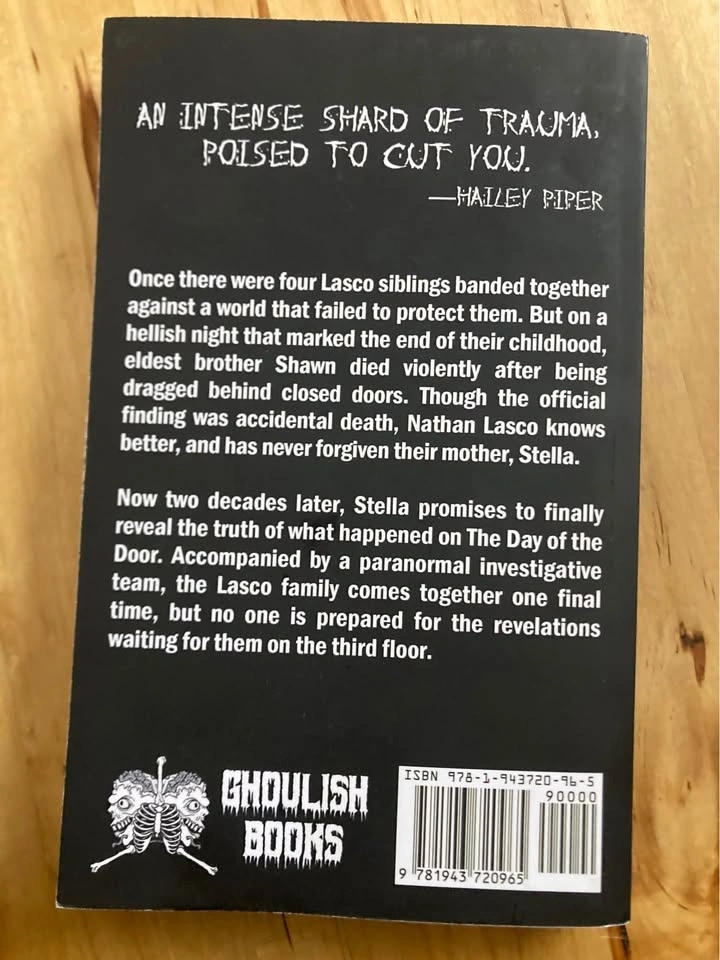 AN INTENSE SHARD OF TRAUMA,
POISED TO CUT YOU.
—HAILEY PIPER
Once there were four Lasco siblings banded together
against a world that failed to protect them. But on a
hellish night that marked the end of their childhood,
eldest brother Shawn died violently after being
dragged behind closed doors. Though the official
finding was accidental death, Nathan Lasco knows
better, and has never forgiven their mother, Stella.
Now two decades later, Stella promises to finally
reveal the truth of what happened on The Day of the
Door. Accompanied by a paranormal investigative
team, the Lasco family comes together one final
time, but no one is prepared for the revelations
waiting for them on the third floor.
GHOULISH
BOOKS
ISBN 978-1-943720-96-5
90000
9 781943 720965